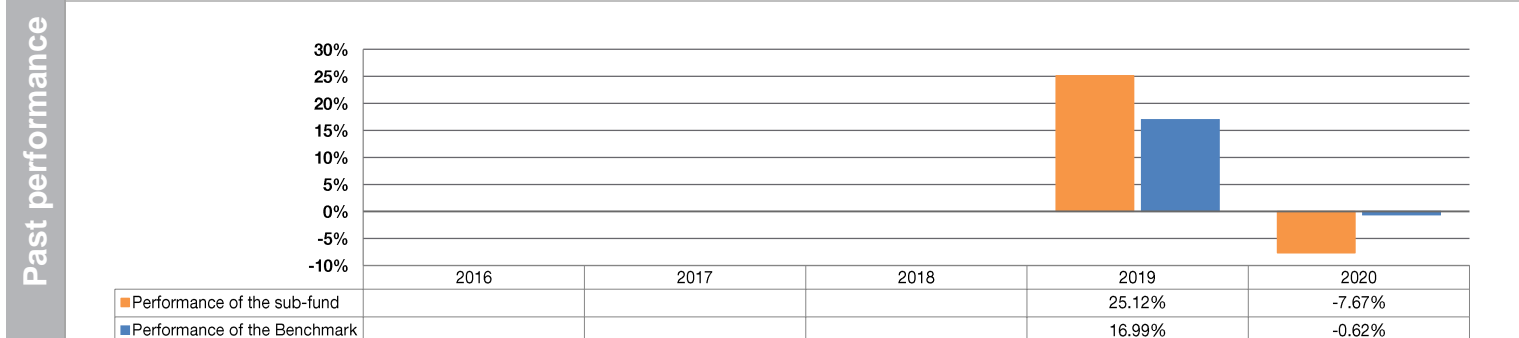 Past performance
30%
25%
20%
15%
10%
5%
0%
-5%
-10%
2016 2017 2018 2019 2020
Performance of the sub-fund 25.12% -7.67%
Performance of the Benchmark 16.99% -0.62%